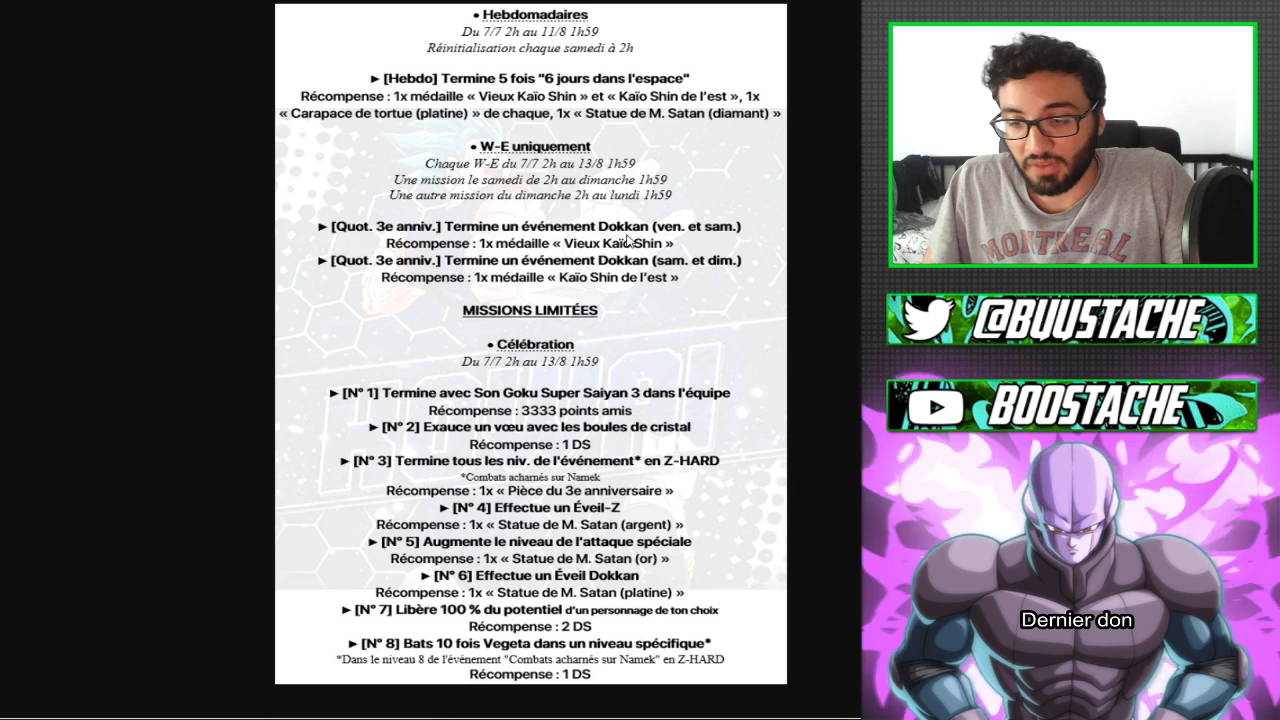 • Hebdomadaires
Du 7/7 2h au 11/8 1h59
Réinitialisation chaque samedi à 2h
► [Hebdo] Termine 5 fois "6 jours dans l'espace"
Récompense : 1x médaille « Vieux Kaïo Shin » et « Kaïo Shin de l'est », 1x
« Carapace de tortue (platine) » de chaque, 1x « Statue de M. Satan (diamant) »
• W-E uniquement
Chaque W-E du 7/7 2h au 13/8 1h59
Une mission le samedi de 2h au dimanche 1h59
Une autre mission du dimanche 2h au lundi 1h59
► [Quot. 3e anniv.] Termine un événement Dokkan (ven. et sam.)
Récompense : 1x médaille « Vieux Kaïo Shin »
► [Quot. 3e anniv.] Termine un événement Dokkan (sam. et dim.)
Récompense : 1x médaille « Kaïo Shin de l'est »
MISSIONS LIMITÉES
• Célébration
Du 7/7 2h au 13/8 1h59
► [N° 1] Termine avec Son Goku Super Saiyan 3 dans l'équipe
Récompense : 3333 points amis
► [N° 2] Exauce un vœu avec les boules de cristal
Récompense : 1 DS
► [N° 3] Termine tous les niv. de l'événement* en Z-HARD
*Combats acharnés sur Namek
Récompense : 1x « Pièce du 3e anniversaire »
► [N° 4] Effectue un Éveil-Z
Récompense : 1x « Statue de M. Satan (argent) »
► [N° 5] Augmente le niveau de l'attaque spéciale
Récompense : 1x « Statue de M. Satan (or) »
► [N° 6] Effectue un Éveil Dokkan
Récompense : 1x « Statue de M. Satan (platine) »
► [N° 7] Libère 100 % du potentiel d'un personnage de ton choix
Récompense : 2 DS
► [N° 8] Bats 10 fois Vegeta dans un niveau spécifique*
*Dans le niveau 8 de l'événement "Combats acharnés sur Namek" en Z-HARD
Récompense : 1 DS
MONTREAL
@BUUSTACHE
BOOSTACHE
Dernier don